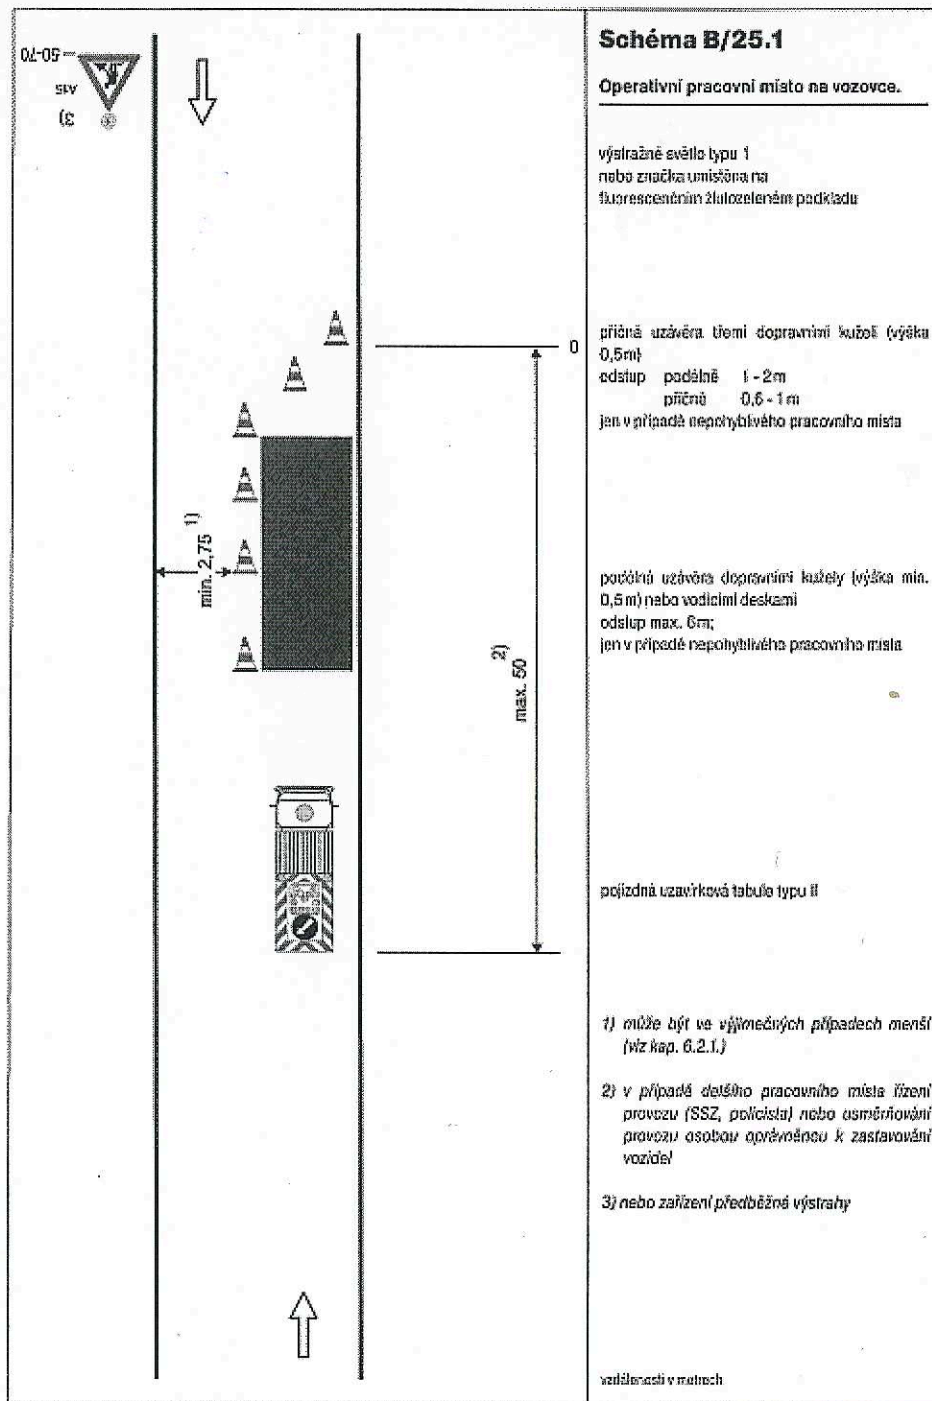 Schéma B/25.1
Operativní pracovní místo na vozovce.
výstražné světlo typu 1
nebo značka umístěna na
fluorescenčním žlutozeleném podkladu
příčná uzávěra třemi dopravními kužely (výška
0,5m)
odstup podélně 1 - 2m
příčně 0,6 - 1m
jen v případě nepohyblivého pracovního místa
podélná uzávěra dopravními kužely (výška min.
0,5m) nebo vodicími deskami
odstup max. 6m;
jen v případě nepohyblivého pracovního místa
pojízdná uzavírková tabule typu II
1) může být ve výjimečných případech menší
(viz kap. 6.2.1.)
2) v případě delšího pracovního místa řízení
provozu (SSZ, policista) nebo usměrňování
provozu osobou oprávněnou k zastavování
vozidel
3) nebo zařízení předběžné výstrahy
vzdálenosti v metrech
50-70
A15
3)
0
min. 2,75 1)
max. 50 2)